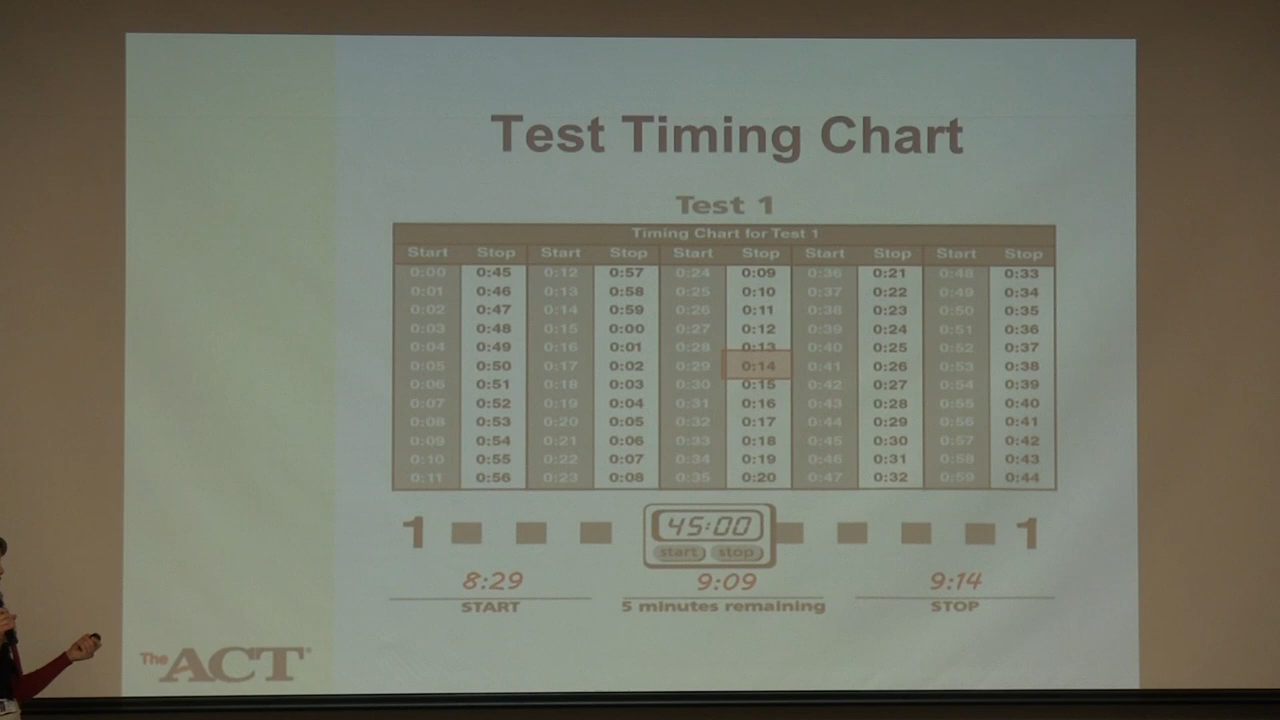 Test Timing Chart
Test 1
Timing Chart for Test 1
Start Stop Start Stop Start Stop Start Stop Start Stop
0:00 0:45 0:12 0:57 0:24 0:09 0:36 0:21 0:48 0:33
0:01 0:46 0:13 0:58 0:25 0:10 0:37 0:22 0:49 0:34
0:02 0:47 0:14 0:59 0:26 0:11 0:38 0:23 0:50 0:35
0:03 0:48 0:15 0:00 0:27 0:12 0:39 0:24 0:51 0:36
0:04 0:49 0:16 0:01 0:28 0:13 0:40 0:25 0:52 0:37
0:05 0:50 0:17 0:02 0:29 0:14 0:41 0:26 0:53 0:38
0:06 0:51 0:18 0:03 0:30 0:15 0:42 0:27 0:54 0:39
0:07 0:52 0:19 0:04 0:31 0:16 0:43 0:28 0:55 0:40
0:08 0:53 0:20 0:05 0:32 0:17 0:44 0:29 0:56 0:41
0:09 0:54 0:21 0:06 0:33 0:18 0:45 0:30 0:57 0:42
0:10 0:55 0:22 0:07 0:34 0:19 0:46 0:31 0:58 0:43
0:11 0:56 0:23 0:08 0:35 0:20 0:47 0:32 0:59 0:44
1 45:00 1
start stop
8:29 9:09 9:14
START 5 minutes remaining STOP
The ACT®